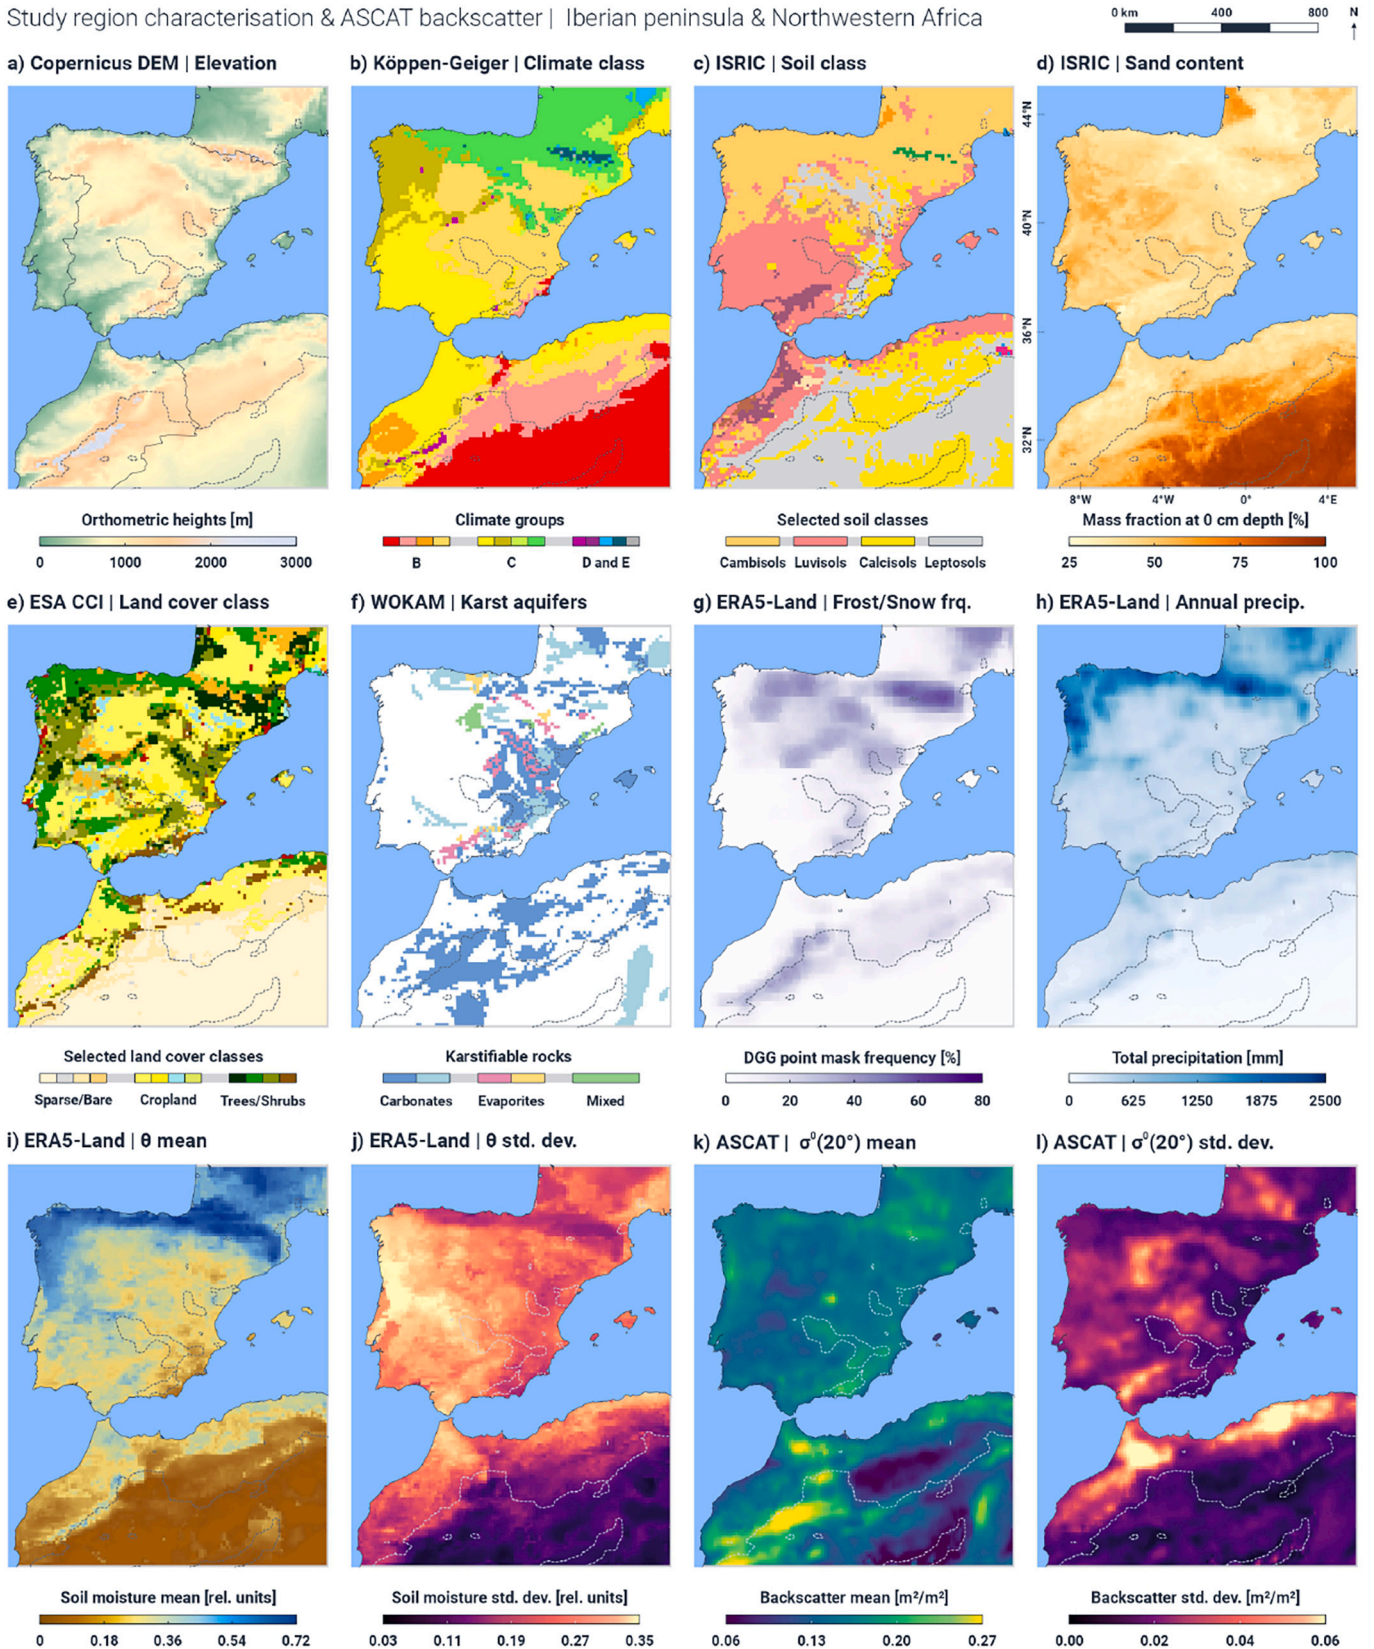 Study region characterisation & ASCAT backscatter | Iberian peninsula & Northwestern Africa
0 km 400 800 N
a) Copernicus DEM | Elevation
b) Köppen-Geiger | Climate class
c) ISRIC | Soil class
d) ISRIC | Sand content
44°N
40°N
36°N
32°N
8°W 4°W 0° 4°E
Orthometric heights [m]
0 1000 2000 3000
Climate groups
B C D and E
Selected soil classes
Cambisols Luvisols Calcisols Leptosols
Mass fraction at 0 cm depth [%]
25 50 75 100
e) ESA CCI | Land cover class
f) WOKAM | Karst aquifers
g) ERA5-Land | Frost/Snow frq.
h) ERA5-Land | Annual precip.
Selected land cover classes
Sparse/Bare Cropland Trees/Shrubs
Karstifiable rocks
Carbonates Evaporites Mixed
DGG point mask frequency [%]
0 20 40 60 80
Total precipitation [mm]
0 625 1250 1875 2500
i) ERA5-Land | θ mean
j) ERA5-Land | θ std. dev.
k) ASCAT | σ⁰(20°) mean
l) ASCAT | σ⁰(20°) std. dev.
Soil moisture mean [rel. units]
0 0.18 0.36 0.54 0.72
Soil moisture std. dev. [rel. units]
0.03 0.11 0.19 0.27 0.35
Backscatter mean [m²/m²]
0.06 0.13 0.20 0.27
Backscatter std. dev. [m²/m²]
0.00 0.02 0.04 0.06